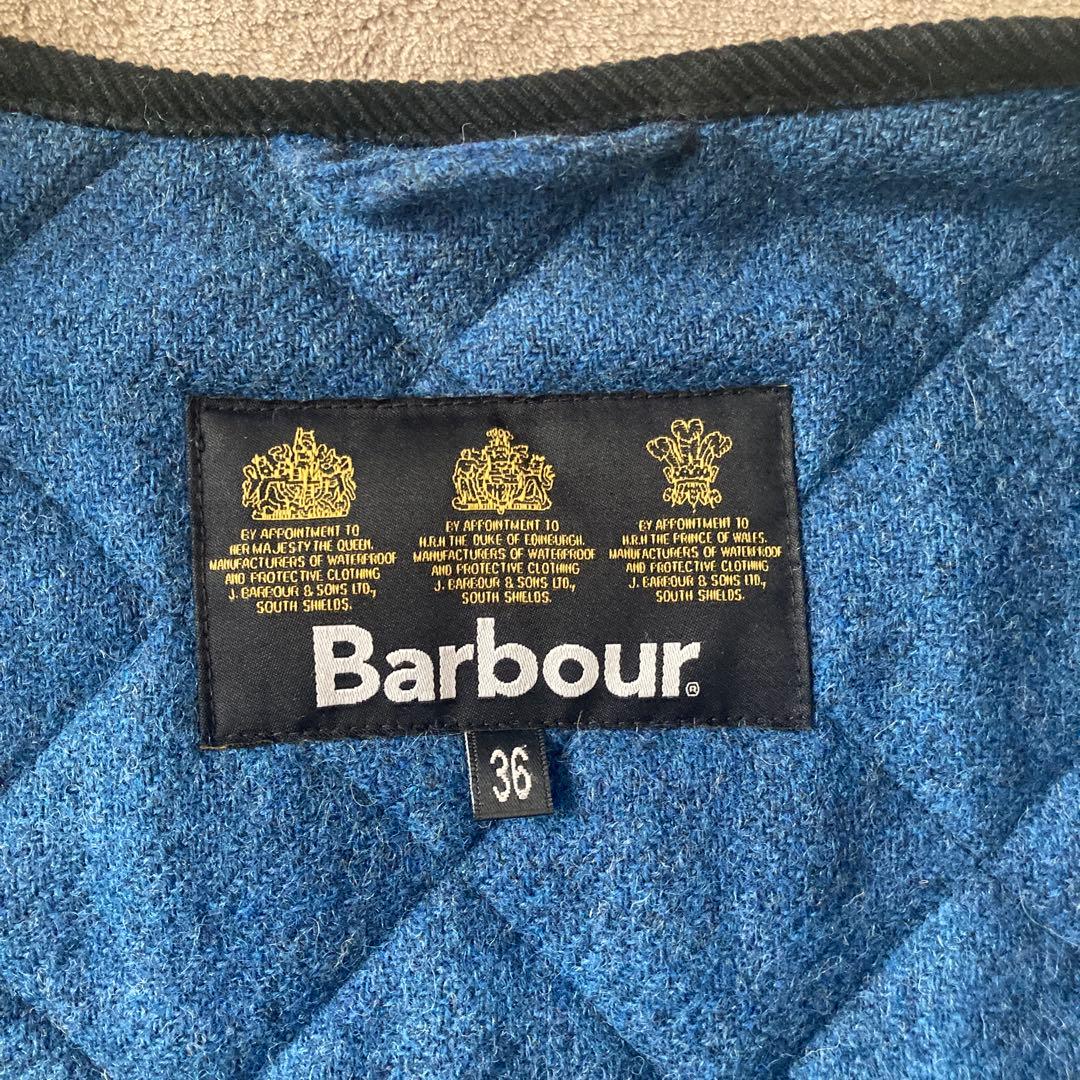 BY APPOINTMENT TO
HER MAJESTY THE QUEEN.
MANUFACTURERS OF WATERPROOF
AND PROTECTIVE CLOTHING
J. BARBOUR & SONS LTD.,
SOUTH SHIELDS.
BY APPOINTMENT TO
H.R.H THE DUKE OF EDINBURGH.
MANUFACTURERS OF WATERPROOF
AND PROTECTIVE CLOTHING
J. BARBOUR & SONS LTD.,
SOUTH SHIELDS.
BY APPOINTMENT TO
H.R.H THE PRINCE OF WALES.
MANUFACTURERS OF WATERPROOF
AND PROTECTIVE CLOTHING
J. BARBOUR & SONS LTD.,
SOUTH SHIELDS.
Barbour®
36